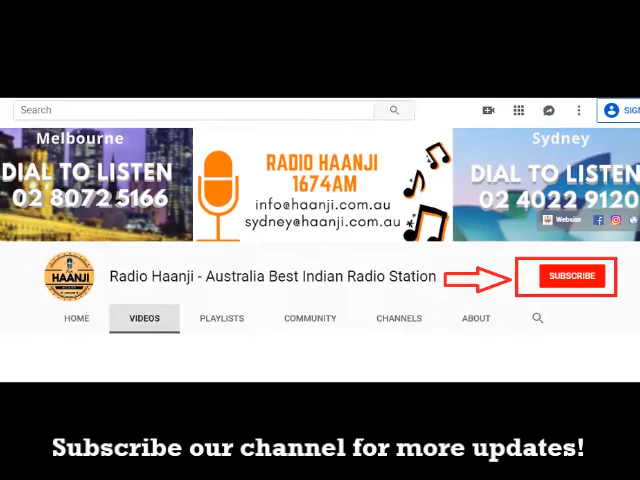 Search
SIGN
Melbourne
DIAL TO LISTEN
02 8072 5166
RADIO HAANJI
1674AM
info@haanji.com.au
sydney@haanji.com.au
Sydney
DIAL TO LISTEN
02 4022 9120
Website
HAANJI
Radio Haanji - Australia Best Indian Radio Station
SUBSCRIBE
HOME
VIDEOS
PLAYLISTS
COMMUNITY
CHANNELS
ABOUT
Subscribe our channel for more updates!